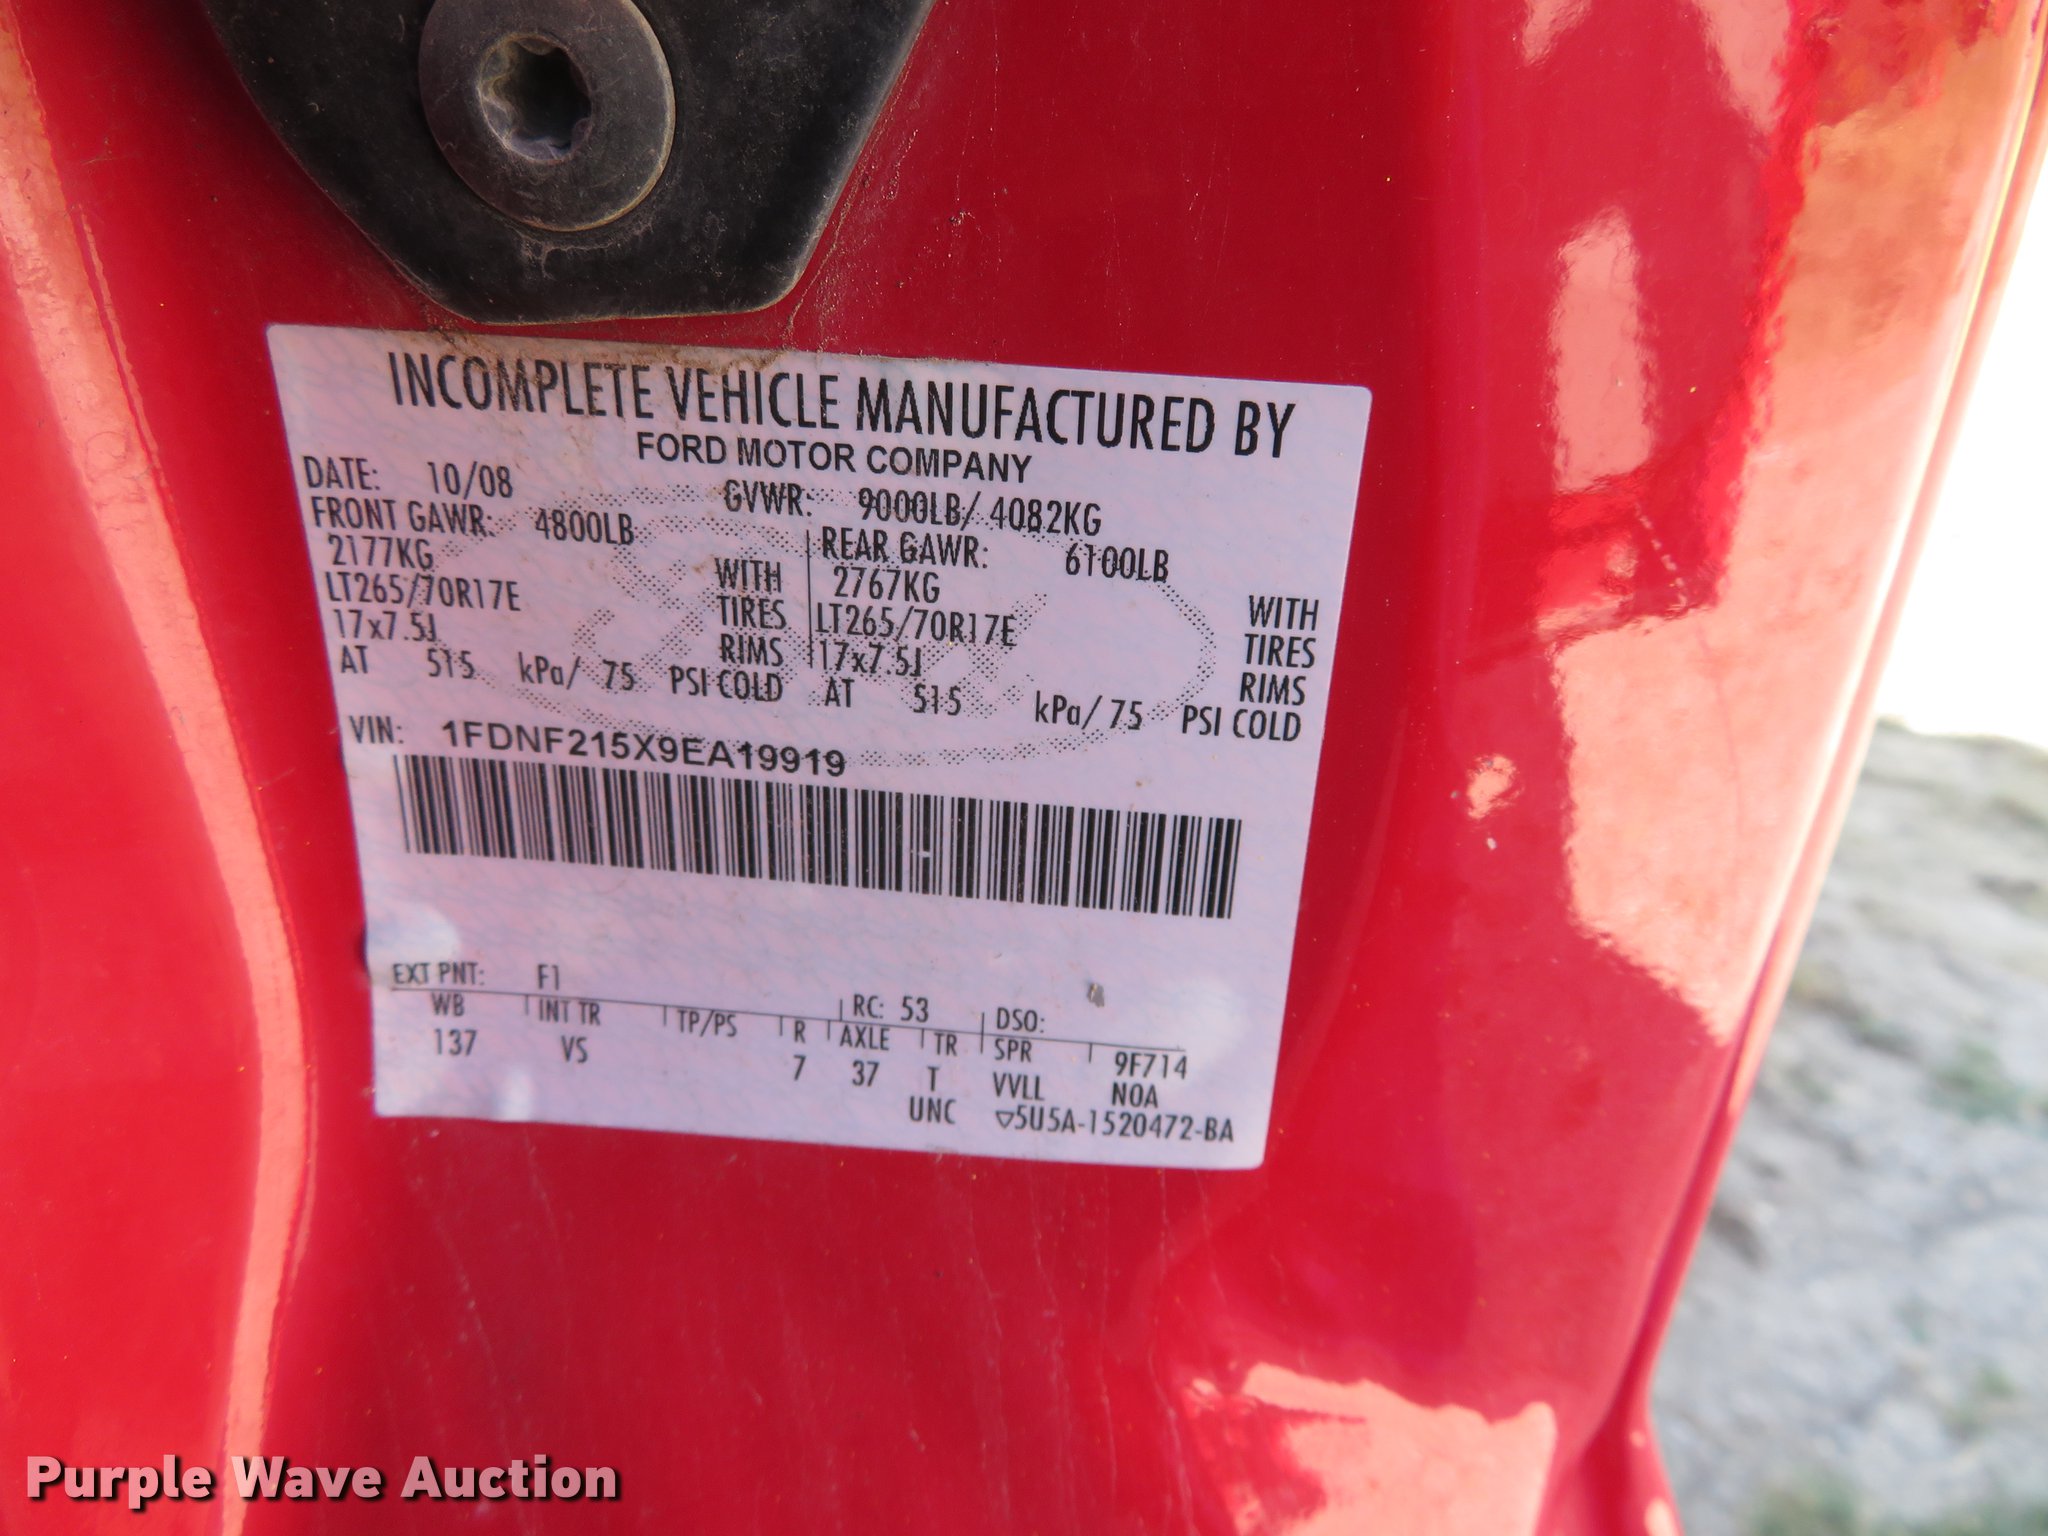 INCOMPLETE VEHICLE MANUFACTURED BY
FORD MOTOR COMPANY
DATE: 10/08 GVWR: 9000LB/ 4082KG
FRONT GAWR: 4800LB REAR GAWR: 6100LB
2177KG WITH 2767KG WITH
LT265/70R17E TIRES LT265/70R17E TIRES
17x7.5J RIMS 17x7.5J RIMS
AT 515 kPa/ 75 PSI COLD AT 515 kPa/ 75 PSI COLD
VIN: 1FDNF215X9EA19919
EXT PNT: F1 RC: 53 DSO:
WB INT TR TP/PS R AXLE TR SPR 9F714
137 VS 7 37 T VVLL NOA
UNC ▽5U5A-1520472-BA
Purple Wave Auction